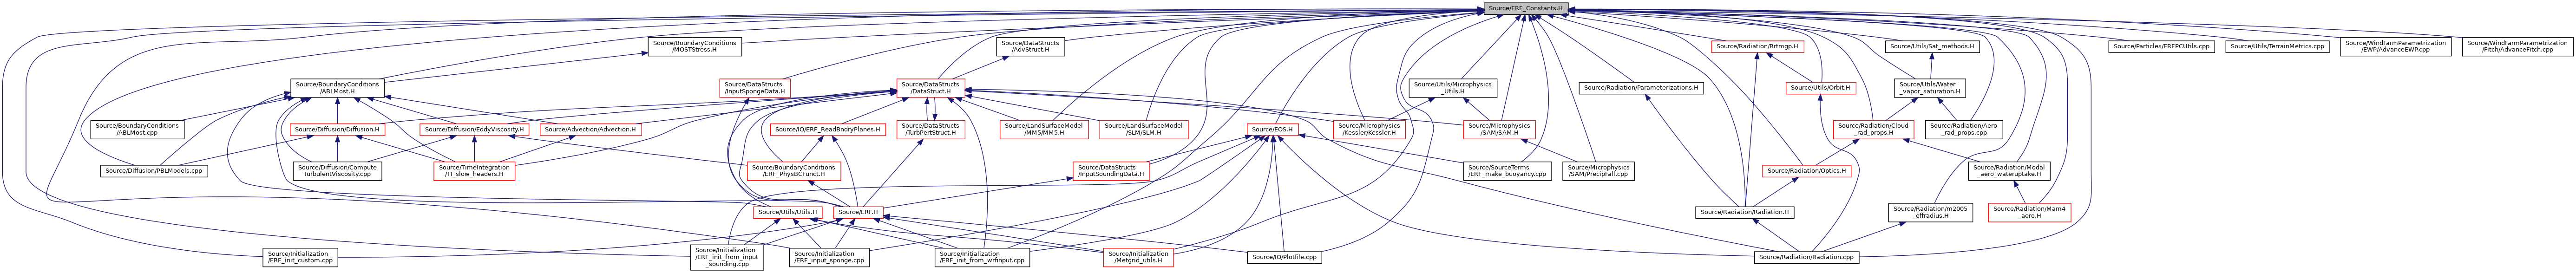 Source/ERF_Constants.H
Source/BoundaryConditions
/MOSTStress.H
Source/DataStructs
/AdvStruct.H
Source/Radiation/Rrtmgp.H
Source/Utils/Sat_methods.H
Source/Particles/ERFPCUtils.cpp
Source/Utils/TerrainMetrics.cpp
Source/WindFarmParametrization
/EWP/AdvanceEWP.cpp
Source/WindFarmParametrization
/Fitch/AdvanceFitch.cpp
Source/BoundaryConditions
/ABLMost.H
Source/DataStructs
/InputSpongeData.H
Source/DataStructs
/DataStruct.H
Source/Utils/Microphysics
_Utils.H
Source/Radiation/Parameterizations.H
Source/Utils/Orbit.H
Source/Utils/Water
_vapor_saturation.H
Source/BoundaryConditions
/ABLMost.cpp
Source/Diffusion/Diffusion.H
Source/Diffusion/EddyViscosity.H
Source/Advection/Advection.H
Source/IO/ERF_ReadBndryPlanes.H
Source/DataStructs
/TurbPertStruct.H
Source/LandSurfaceModel
/MM5/MM5.H
Source/LandSurfaceModel
/SLM/SLM.H
Source/EOS.H
Source/Microphysics
/Kessler/Kessler.H
Source/Microphysics
/SAM/SAM.H
Source/Radiation/Cloud
_rad_props.H
Source/Radiation/Aero
_rad_props.cpp
Source/Diffusion/PBLModels.cpp
Source/Diffusion/Compute
TurbulentViscosity.cpp
Source/TimeIntegration
/TI_slow_headers.H
Source/BoundaryConditions
/ERF_PhysBCFunct.H
Source/DataStructs
/InputSoundingData.H
Source/SourceTerms
/ERF_make_buoyancy.cpp
Source/Microphysics
/SAM/PrecipFall.cpp
Source/Radiation/Optics.H
Source/Radiation/Modal
_aero_wateruptake.H
Source/Utils/Utils.H
Source/ERF.H
Source/Radiation/Radiation.H
Source/Radiation/m2005
_effradius.H
Source/Radiation/Mam4
_aero.H
Source/Initialization
/ERF_init_custom.cpp
Source/Initialization
/ERF_init_from_input
_sounding.cpp
Source/Initialization
/ERF_input_sponge.cpp
Source/Initialization
/ERF_init_from_wrfinput.cpp
Source/Initialization
/Metgrid_utils.H
Source/IO/Plotfile.cpp
Source/Radiation/Radiation.cpp